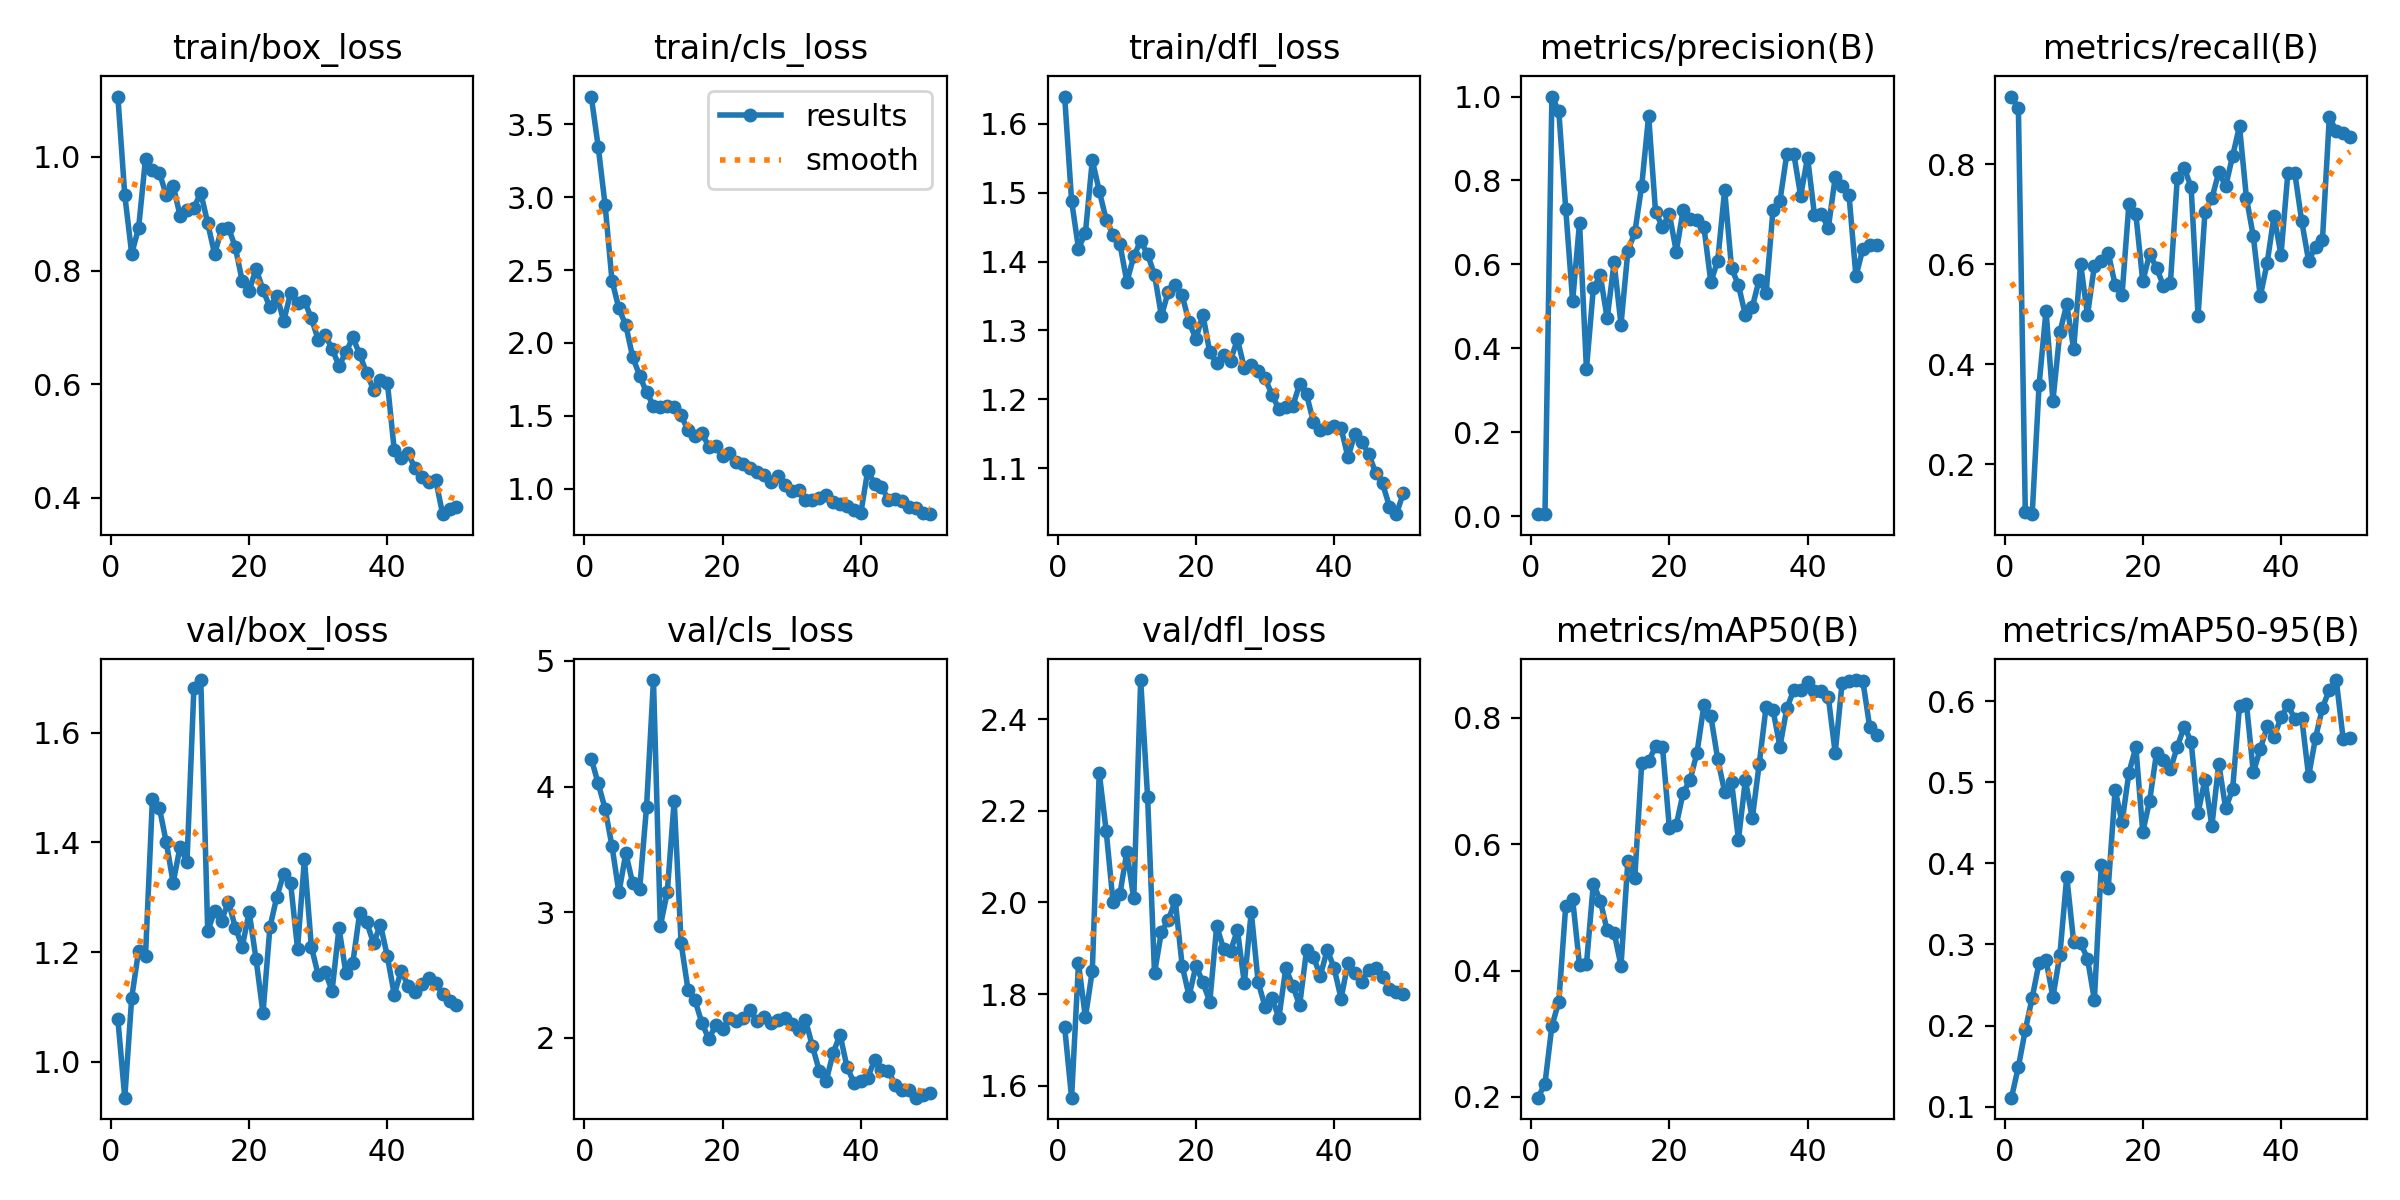 train/box_loss
1.0
0.8
0.6
0.4
0 20 40
train/cls_loss
results
smooth
3.5
3.0
2.5
2.0
1.5
1.0
0 20 40
train/dfl_loss
1.6
1.5
1.4
1.3
1.2
1.1
0 20 40
metrics/precision(B)
1.0
0.8
0.6
0.4
0.2
0.0
0 20 40
metrics/recall(B)
0.8
0.6
0.4
0.2
0 20 40
val/box_loss
1.6
1.4
1.2
1.0
0 20 40
val/cls_loss
5
4
3
2
0 20 40
val/dfl_loss
2.4
2.2
2.0
1.8
1.6
0 20 40
metrics/mAP50(B)
0.8
0.6
0.4
0.2
0 20 40
metrics/mAP50-95(B)
0.6
0.5
0.4
0.3
0.2
0.1
0 20 40